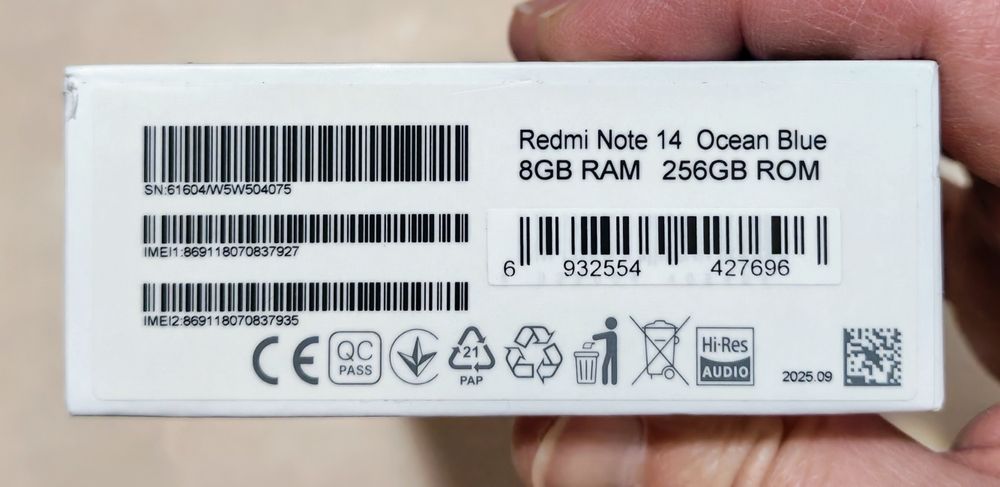 SN:61604/W5W504075
IMEI1:869118070837927
IMEI2:869118070837935
Redmi Note 14 Ocean Blue
8GB RAM 256GB ROM
6 932554 427696
CE
QC
PASS
21
PAP
Hi-Res
AUDIO
2025.09